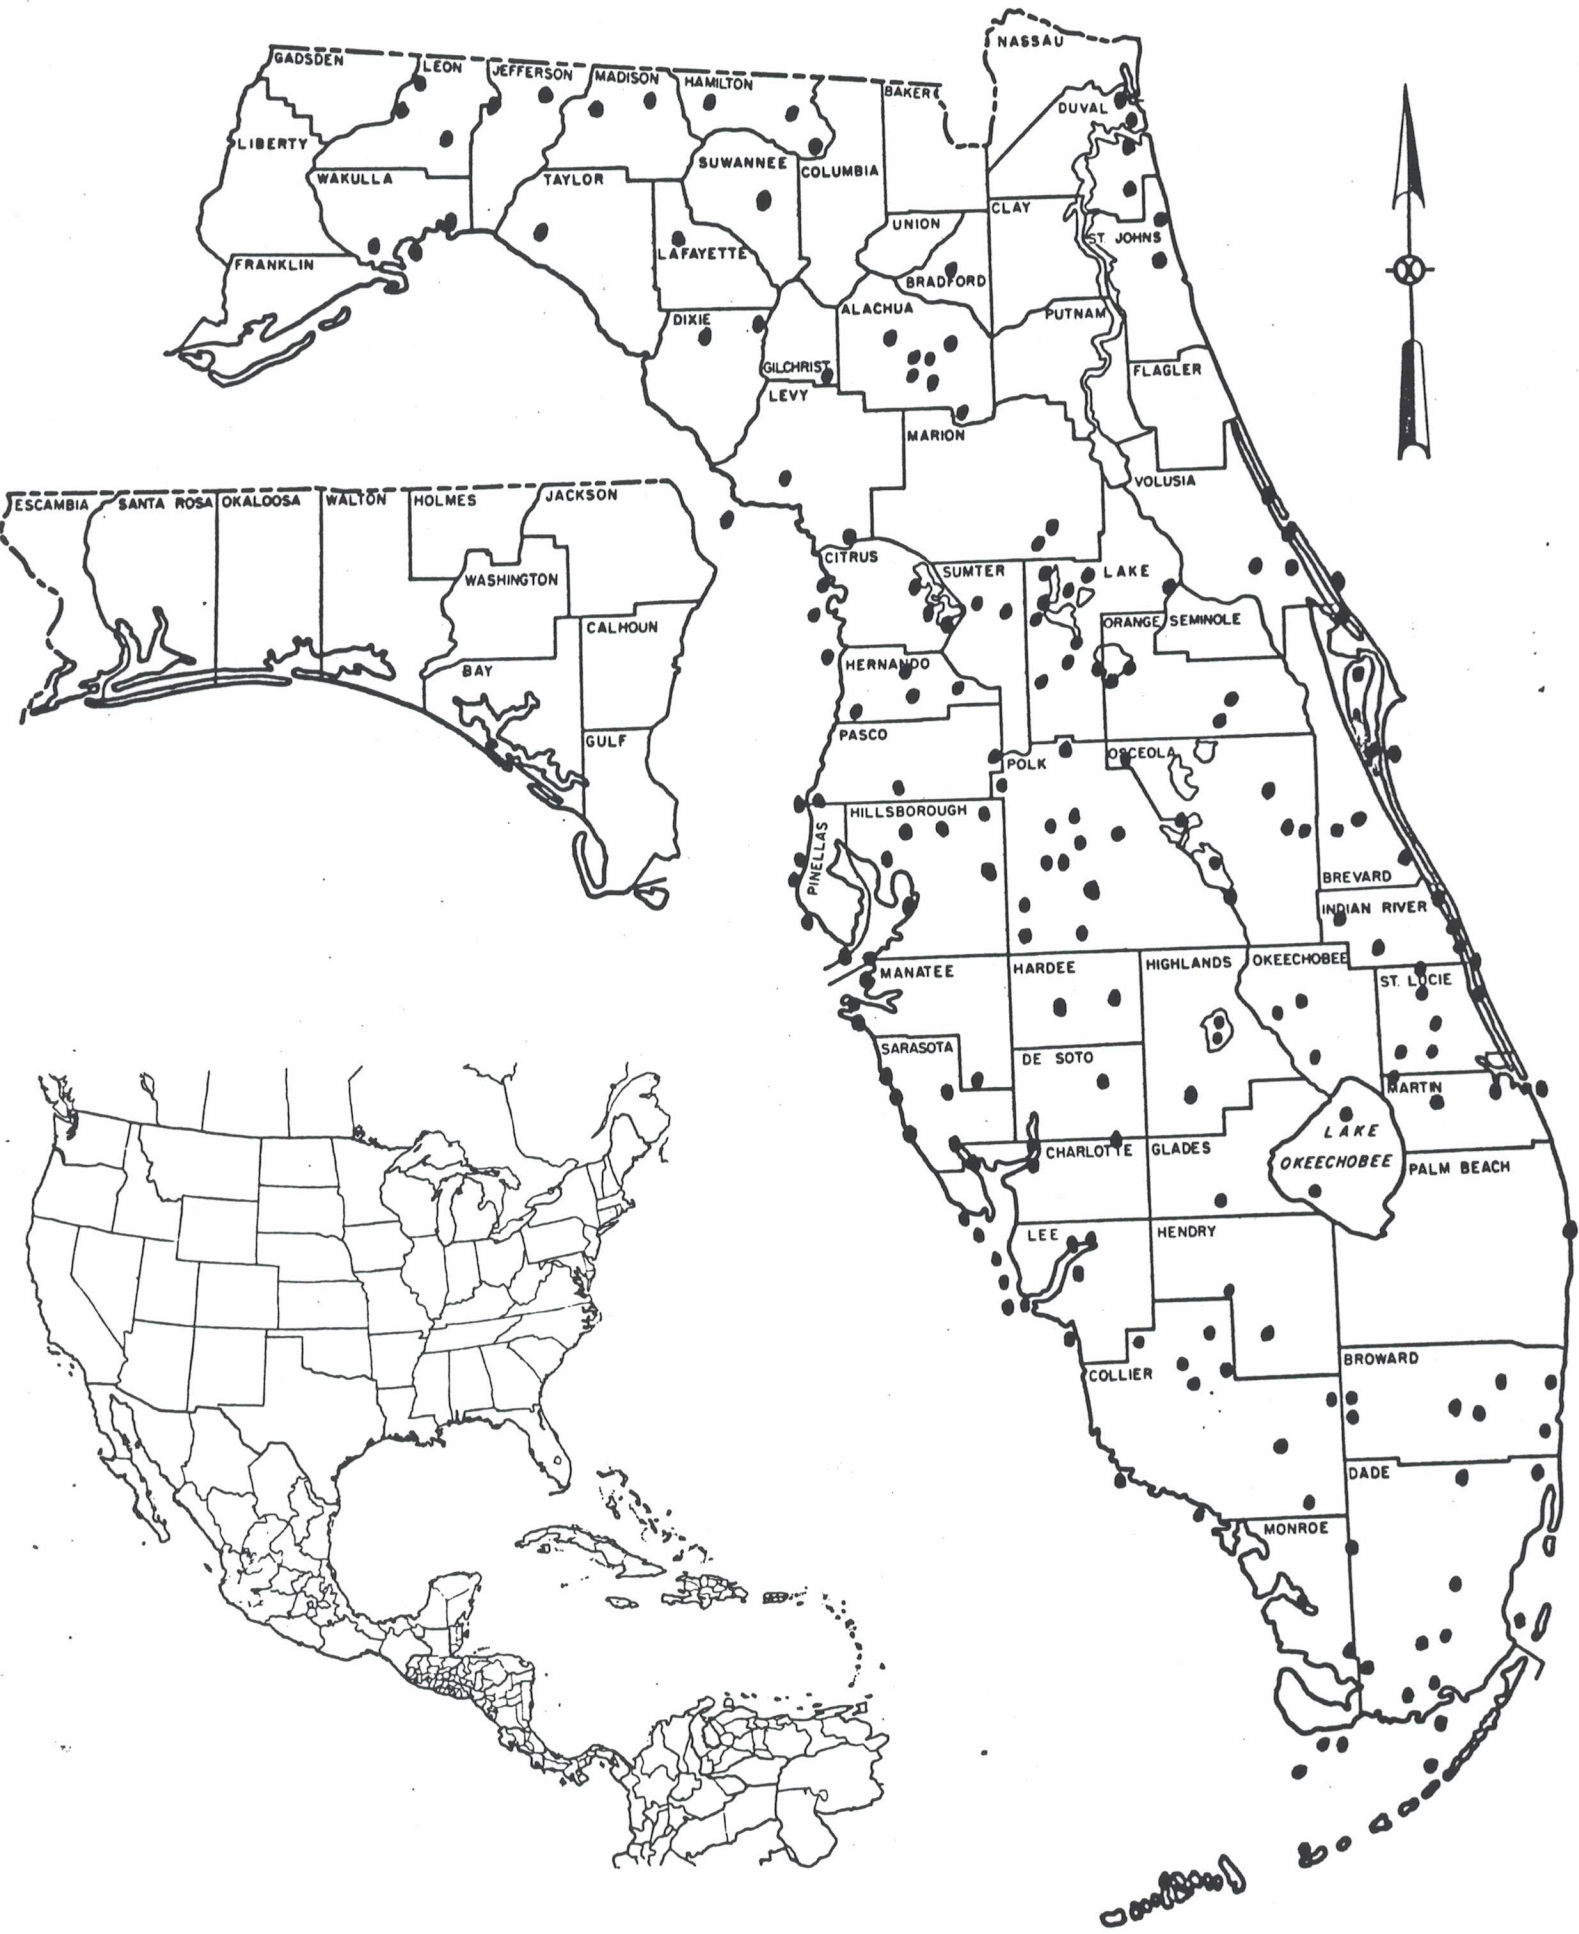 NASSAU
GADSDEN
LEON
JEFFERSON
MADISON
HAMILTON
BAKER
DUVAL
LIBERTY
WAKULLA
TAYLOR
SUWANNEE
COLUMBIA
CLAY
UNION
ST. JOHNS
FRANKLIN
LAFAYETTE
BRADFORD
DIXIE
ALACHUA
PUTNAM
GILCHRIST
FLAGLER
LEVY
MARION
VOLUSIA
ESCAMBIA
SANTA ROSA
OKALOOSA
WALTON
HOLMES
JACKSON
CITRUS
SUMTER
LAKE
WASHINGTON
CALHOUN
ORANGE
SEMINOLE
HERNANDO
BAY
GULF
PASCO
POLK
OSCEOLA
HILLSBOROUGH
PINELLAS
BREVARD
INDIAN RIVER
MANATEE
HARDEE
HIGHLANDS
OKEECHOBEE
ST. LUCIE
SARASOTA
DE SOTO
MARTIN
LAKE
OKEECHOBEE
CHARLOTTE
GLADES
PALM BEACH
LEE
HENDRY
COLLIER
BROWARD
DADE
MONROE